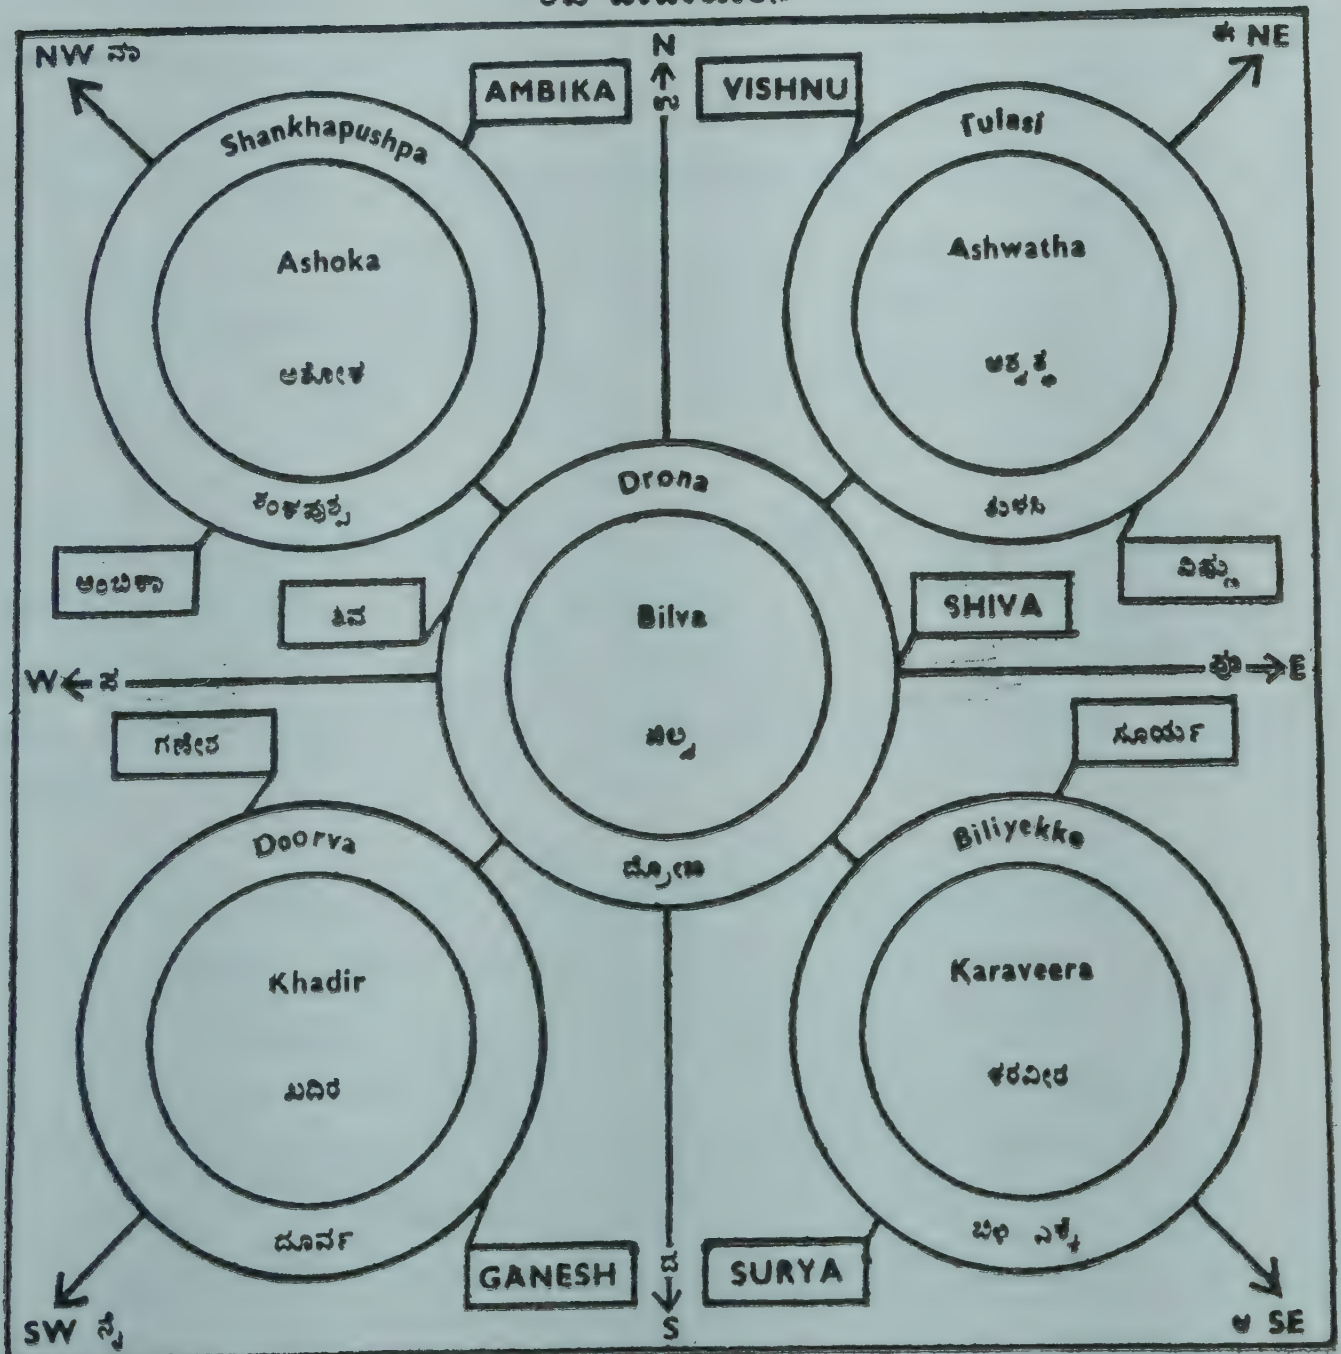 NW ವಾ
N
ಈ NE
AMBIKA
ಉ
VISHNU
Shankhapushpa
Tulasi
Ashoka
Ashwatha
ಅಶೋಕ
ಅಶ್ವತ್ಥ
Drona
ಶಂಖಪುಷ್ಪ
ತುಳಸಿ
ಅಂಬಿಕಾ
ವಿಷ್ಣು
ಶಿವ
Bilva
SHIVA
W ಪ
ಪೂ E
ಗಣೇಶ
ಬಿಲ್ವ
ಸೂರ್ಯ
Doorva
ದ್ರೋಣ
Biliyekke
Khadir
Karaveera
ಖದಿರ
ಕರವೀರ
ದೂರ್ವ
ಬಿಳಿ ಎಕ್ಕೆ
GANESH
ದ
SURYA
SW ನೈ
S
ಆ SE